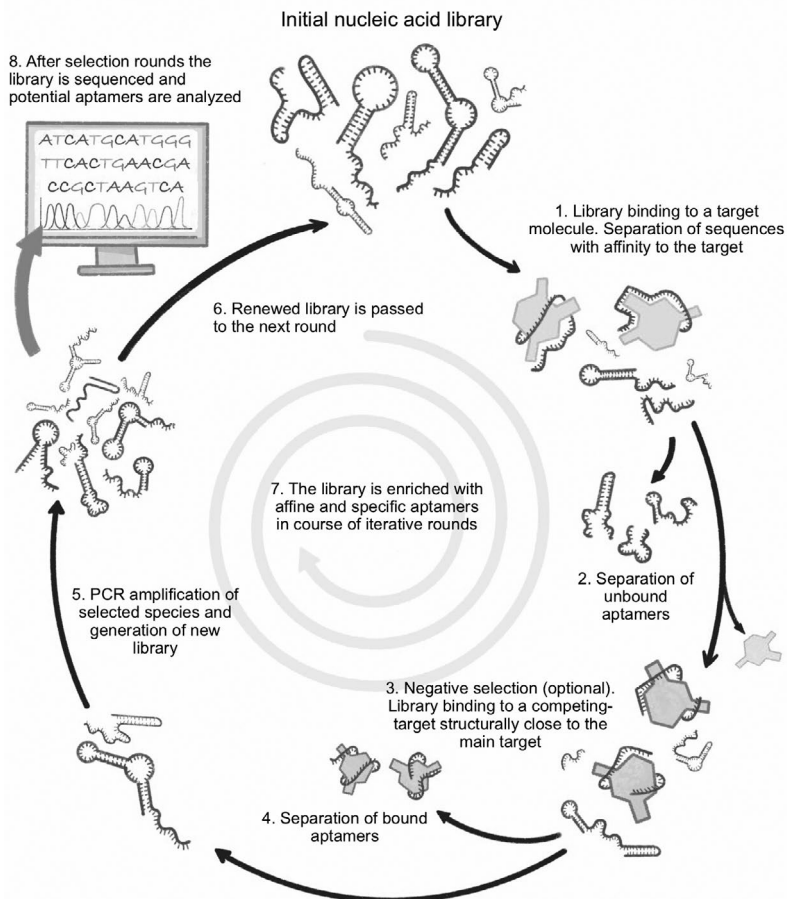 Initial nucleic acid library
8. After selection rounds the
library is sequenced and
potential aptamers are analyzed
ATCATGCATGGG
TTCACTGAACGA
CCGCTAAGTCA
1. Library binding to a target
molecule. Separation of sequences
with affinity to the target
6. Renewed library is passed
to the next round
7. The library is enriched with
affine and specific aptamers
in course of iterative rounds
2. Separation of
unbound
aptamers
5. PCR amplification of
selected species and
generation of new
library
3. Negative selection (optional).
Library binding to a competing-
target structurally close to the
main target
4. Separation of bound
aptamers